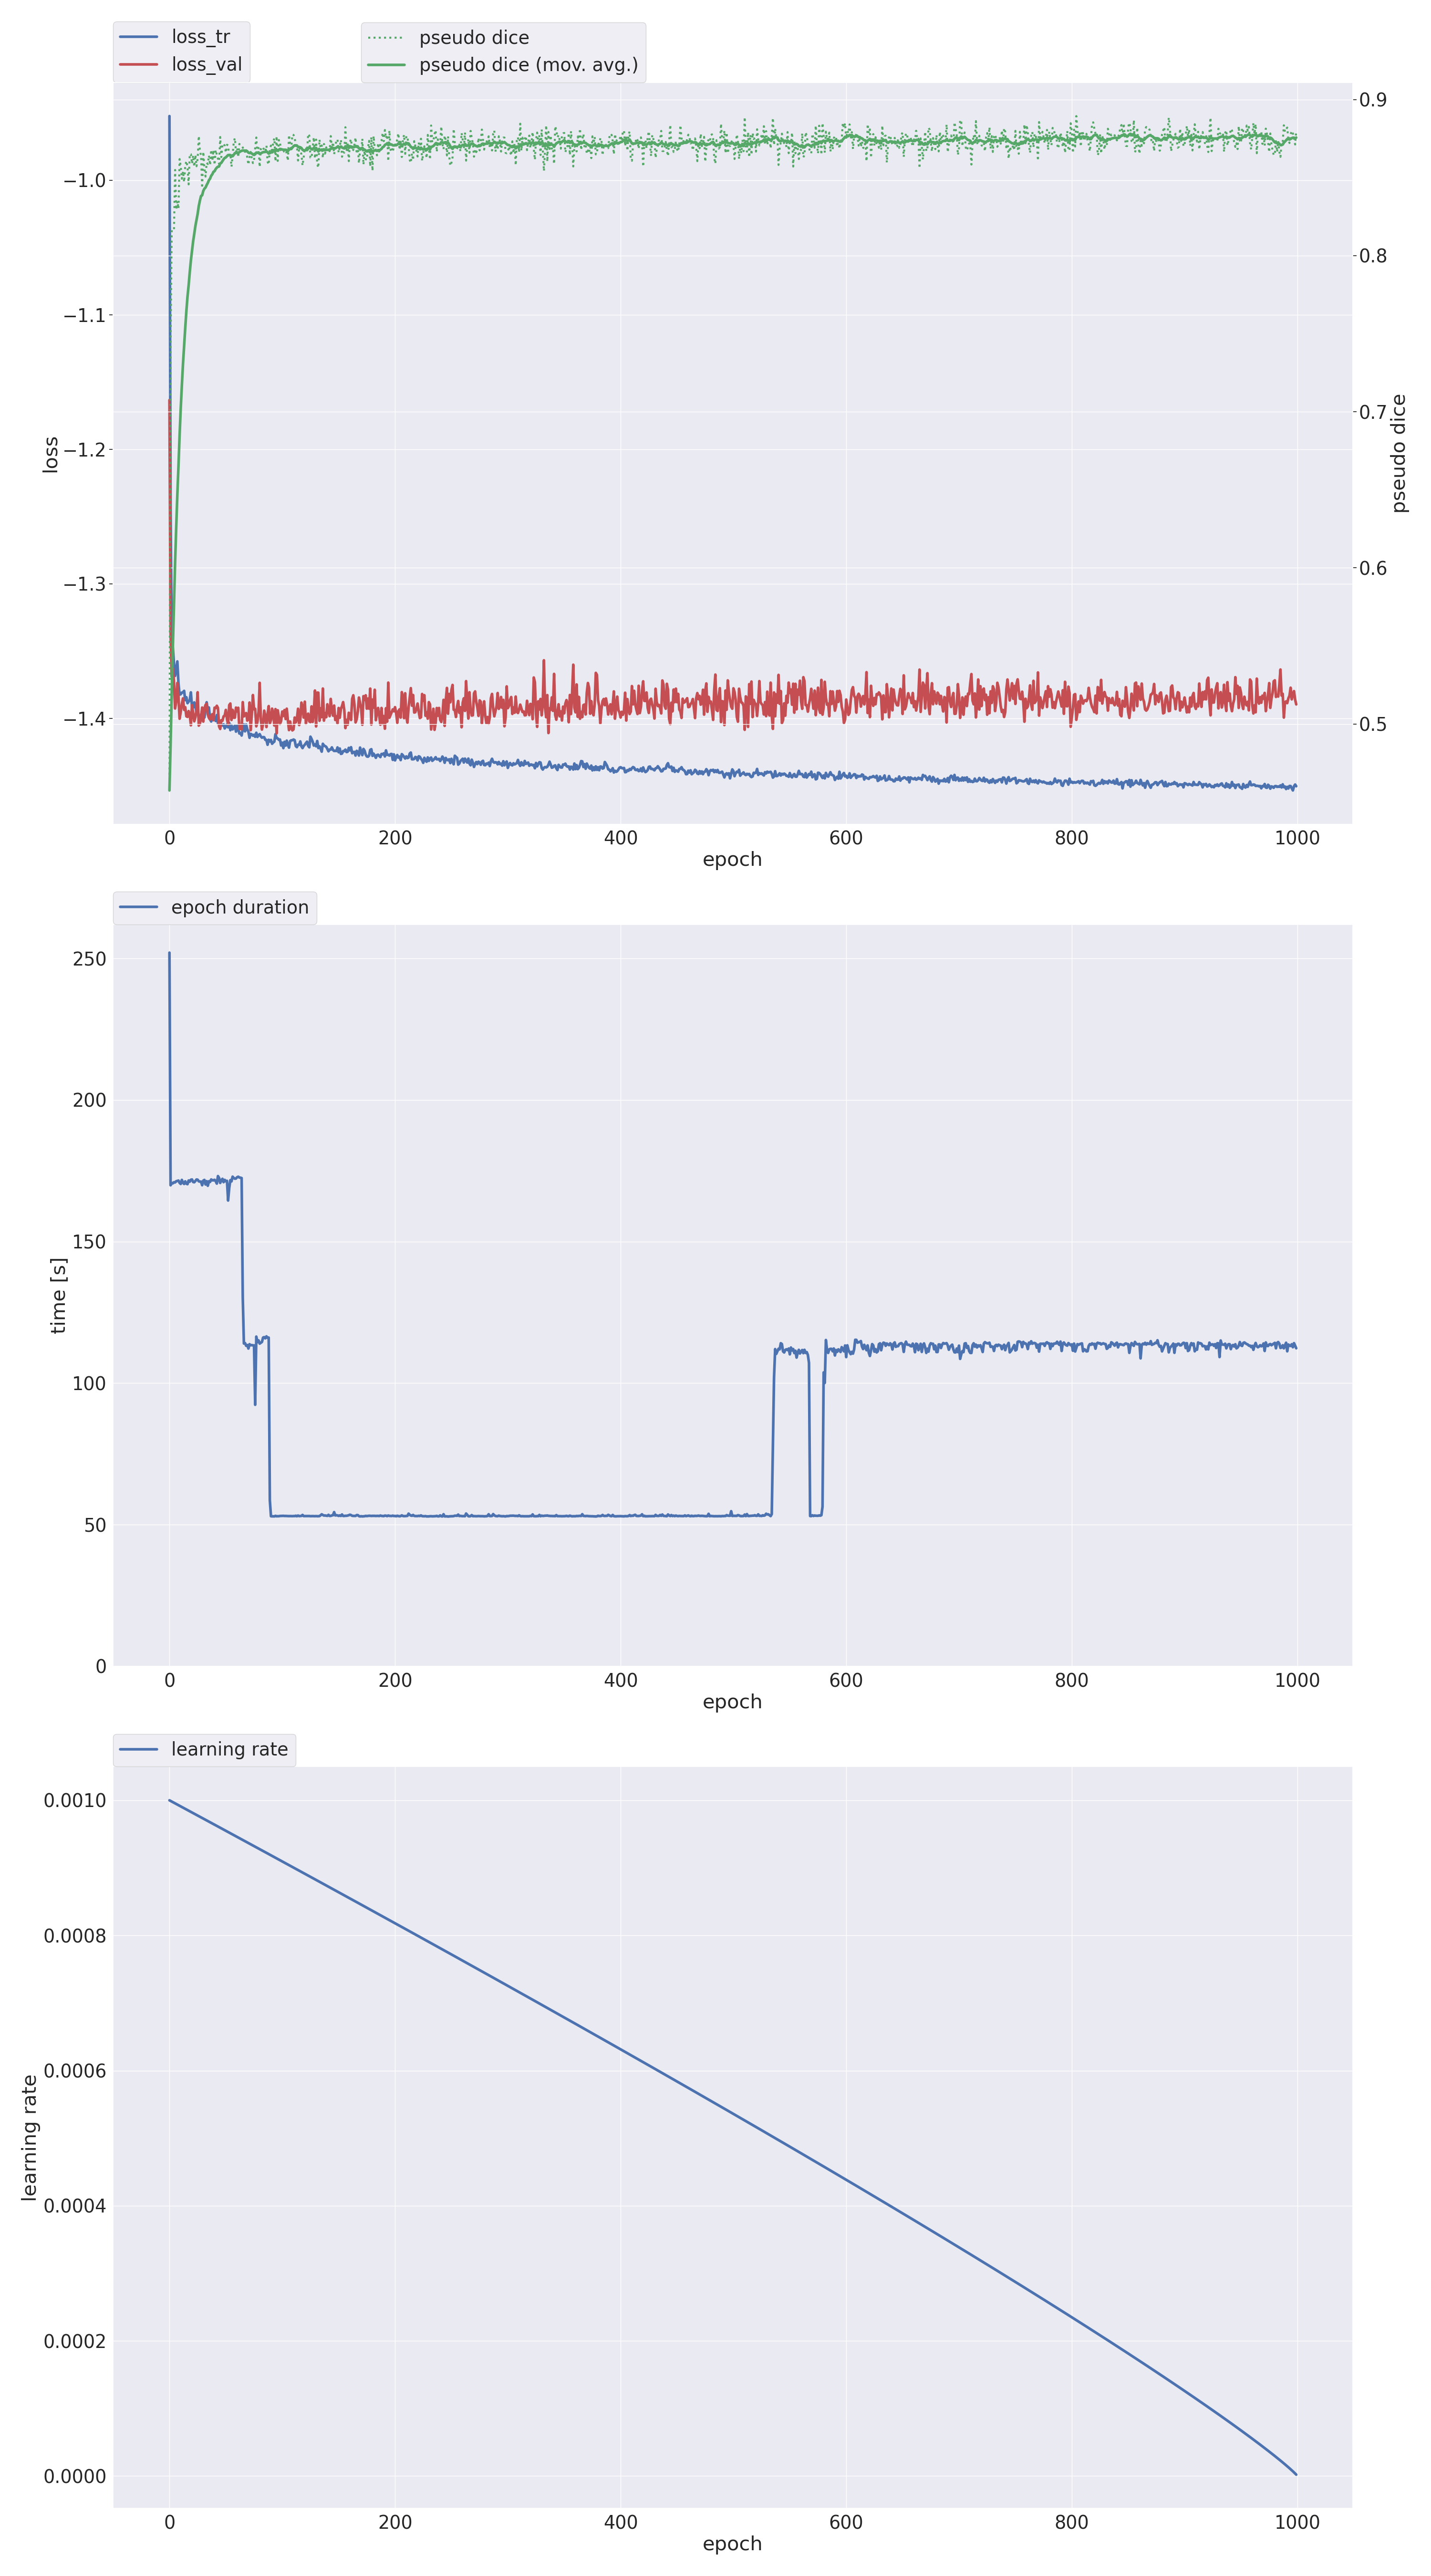 loss_tr
loss_val
pseudo dice
pseudo dice (mov. avg.)
0.9
−1.0
0.8
−1.1
0.7
−1.2
loss
pseudo dice
0.6
−1.3
−1.4
0.5
0 200 400 600 800 1000
epoch
epoch duration
250
200
150
time [s]
100
50
0
0 200 400 600 800 1000
epoch
learning rate
0.0010
0.0008
0.0006
learning rate
0.0004
0.0002
0.0000
0 200 400 600 800 1000
epoch